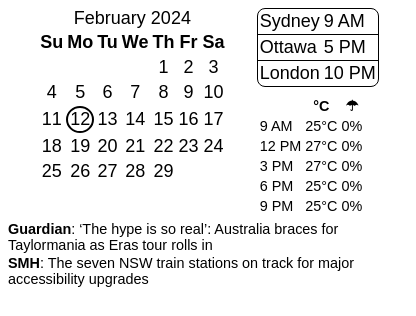 February 2024
Su Mo Tu We Th Fr Sa
1 2 3
4 5 6 7 8 9 10
11 12 13 14 15 16 17
18 19 20 21 22 23 24
25 26 27 28 29
Sydney 9 AM
Ottawa 5 PM
London 10 PM
°C ☂
9 AM 25°C 0%
12 PM 27°C 0%
3 PM 27°C 0%
6 PM 25°C 0%
9 PM 25°C 0%
Guardian: ‘The hype is so real’: Australia braces for
Taylormania as Eras tour rolls in
SMH: The seven NSW train stations on track for major
accessibility upgrades